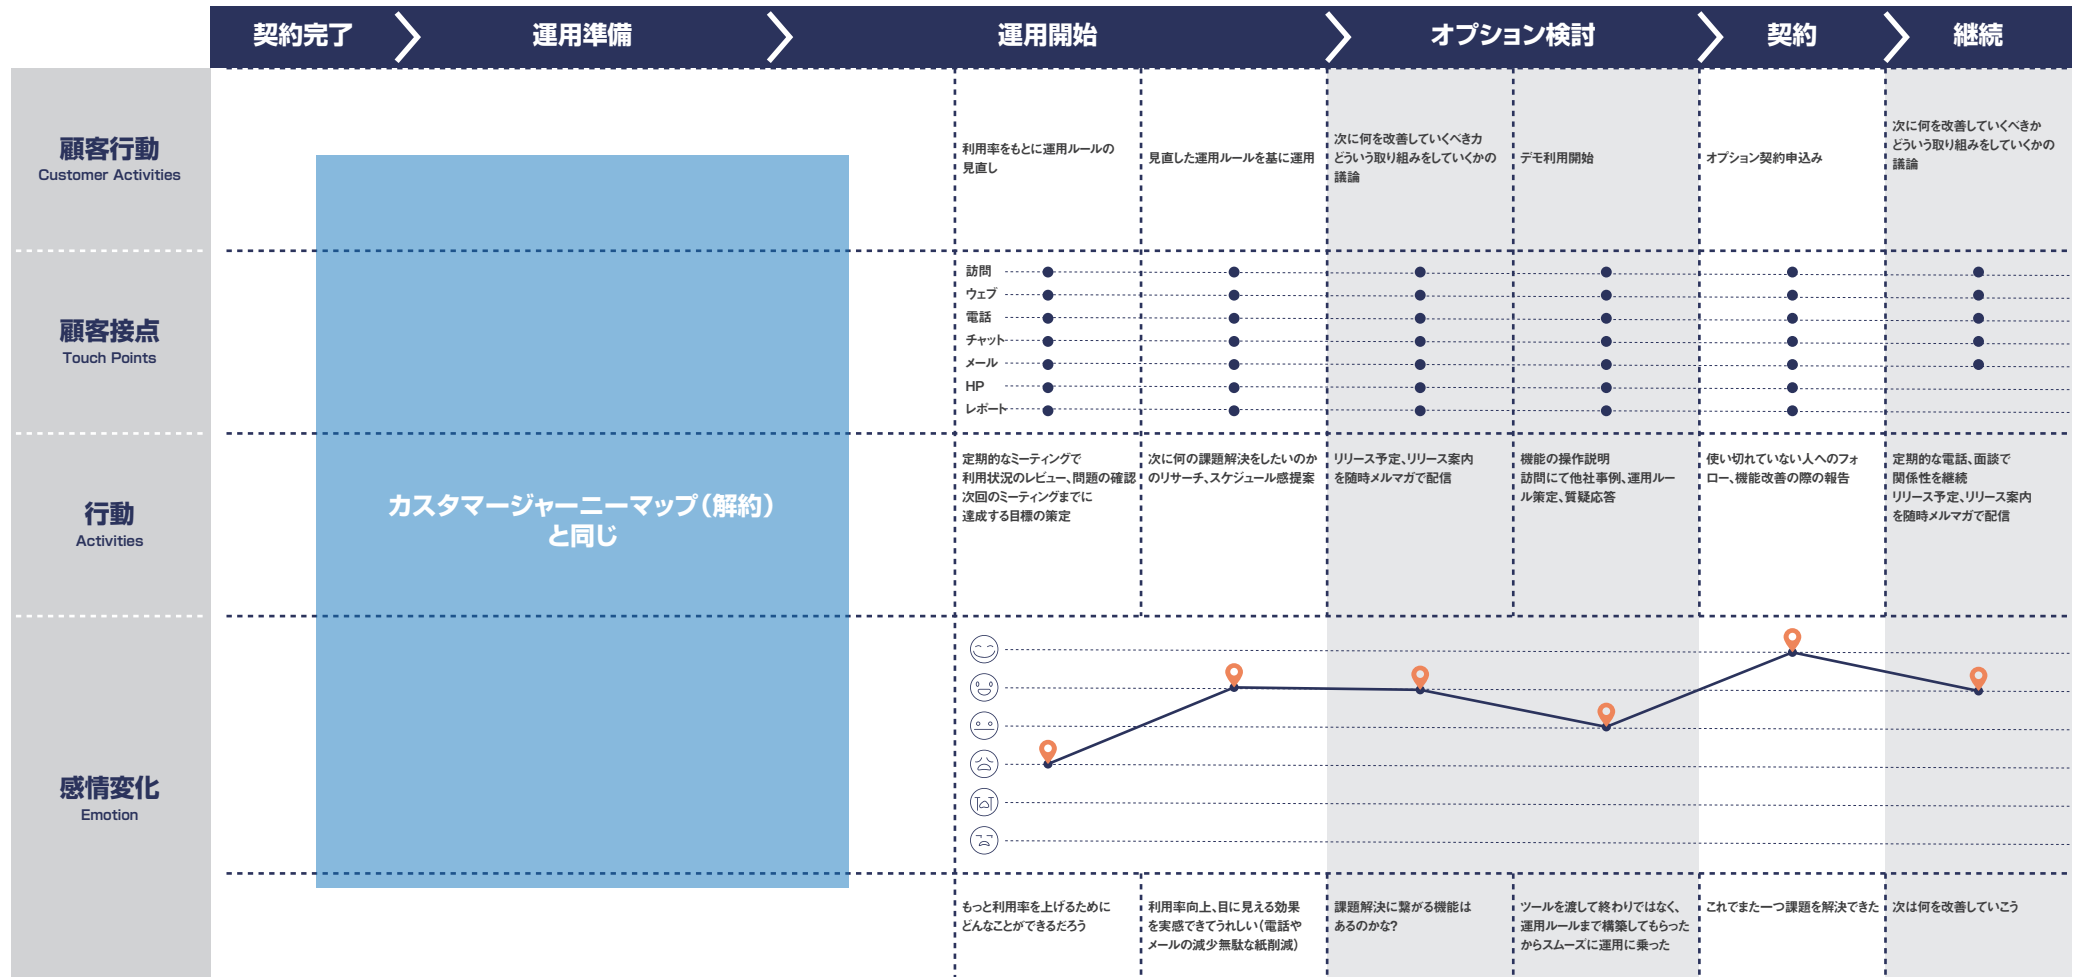 契約完了
運用準備
運用開始
オプション検討
契約
継続
顧客行動
Customer Activities
利用率をもとに運用ルールの
見直し
見直した運用ルールを基に運用
次に何を改善していくべきカ
どういう取り組みをしていくかの
議論
デモ利用開始
オプション契約申込み
次に何を改善していくべきか
どういう取り組みをしていくかの
議論
顧客接点
Touch Points
訪問
ウェブ
電話
チャット
メール
HP
レポート
行動
Activities
カスタマージャーニーマップ（解約）
と同じ
定期的なミーティングで
利用状況のレビュー、問題の確認
次回のミーティングまでに
達成する目標の策定
次に何の課題解決をしたいのか
のリサーチ、スケジュール感提案
リリース予定、リリース案内
を随時メルマガで配信
機能の操作説明
訪問にて他社事例、運用ルー
ル策定、質疑応答
使い切れていない人へのフォ
ロー、機能改善の際の報告
定期的な電話、面談で
関係性を継続
リリース予定、リリース案内
を随時メルマガで配信
感情変化
Emotion
もっと利用率を上げるために
どんなことができるだろう
利用率向上、目に見える効果
を実感できてうれしい（電話や
メールの減少無駄な紙削減）
課題解決に繋がる機能は
あるのかな？
ツールを渡して終わりではなく、
運用ルールまで構築してもらった
からスムーズに運用に乗った
これでまた一つ課題を解決できた
次は何を改善していこう